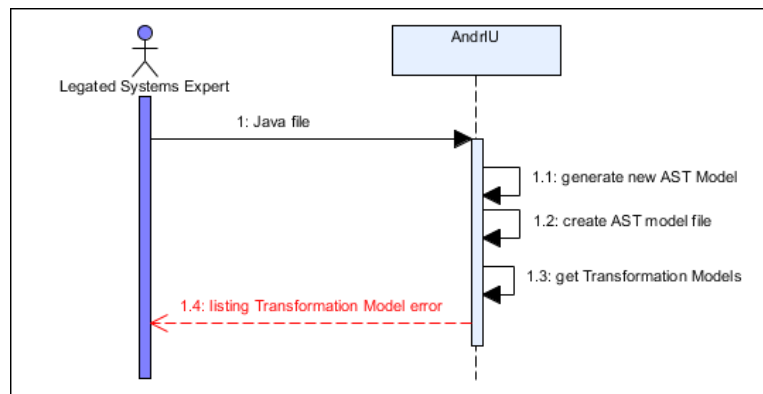 AndrIU
Legated Systems Expert
1: Java file
1.1: generate new AST Model
1.2: create AST model file
1.3: get Transformation Models
1.4: listing Transformation Model error